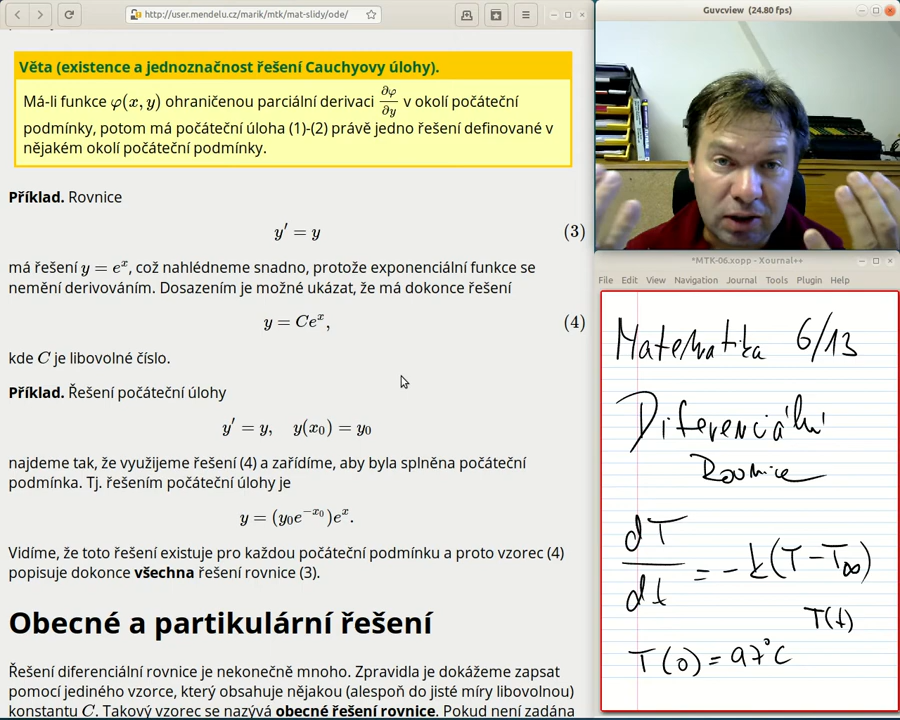 http://user.mendelu.cz/marik/mtk/mat-slidy/ode/
Věta (existence a jednoznačnost řešení Cauchyovy úlohy).
Má-li funkce φ(x, y) ohraničenou parciální derivaci ∂φ/∂y v okolí počáteční
podmínky, potom má počáteční úloha (1)-(2) právě jedno řešení definované v
nějakém okolí počáteční podmínky.
Příklad. Rovnice
y′ = y (3)
má řešení y = e^x, což nahlédneme snadno, protože exponenciální funkce se
nemění derivováním. Dosazením je možné ukázat, že má dokonce řešení
y = Ce^x, (4)
kde C je libovolné číslo.
Příklad. Řešení počáteční úlohy
y′ = y, y(x₀) = y₀
najdeme tak, že využijeme řešení (4) a zařídíme, aby byla splněna počáteční
podmínka. Tj. řešením počáteční úlohy je
y = (y₀e^{−x₀})e^x.
Vidíme, že toto řešení existuje pro každou počáteční podmínku a proto vzorec (4)
popisuje dokonce všechna řešení rovnice (3).
Obecné a partikulární řešení
Řešení diferenciální rovnice je nekonečně mnoho. Zpravidla je dokážeme zapsat
pomocí jediného vzorce, který obsahuje nějakou (alespoň do jisté míry libovolnou)
konstantu C. Takový vzorec se nazývá obecné řešení rovnice. Pokud není zadána
Guvcview (24.80 fps)
*MTK-06.xopp - Xournal++
File Edit View Navigation Journal Tools Plugin Help
Matematika 6/13
Diferenciální
Rovnice
dT/dt = -k(T-T∞)
T(t)
T(0)=97°C